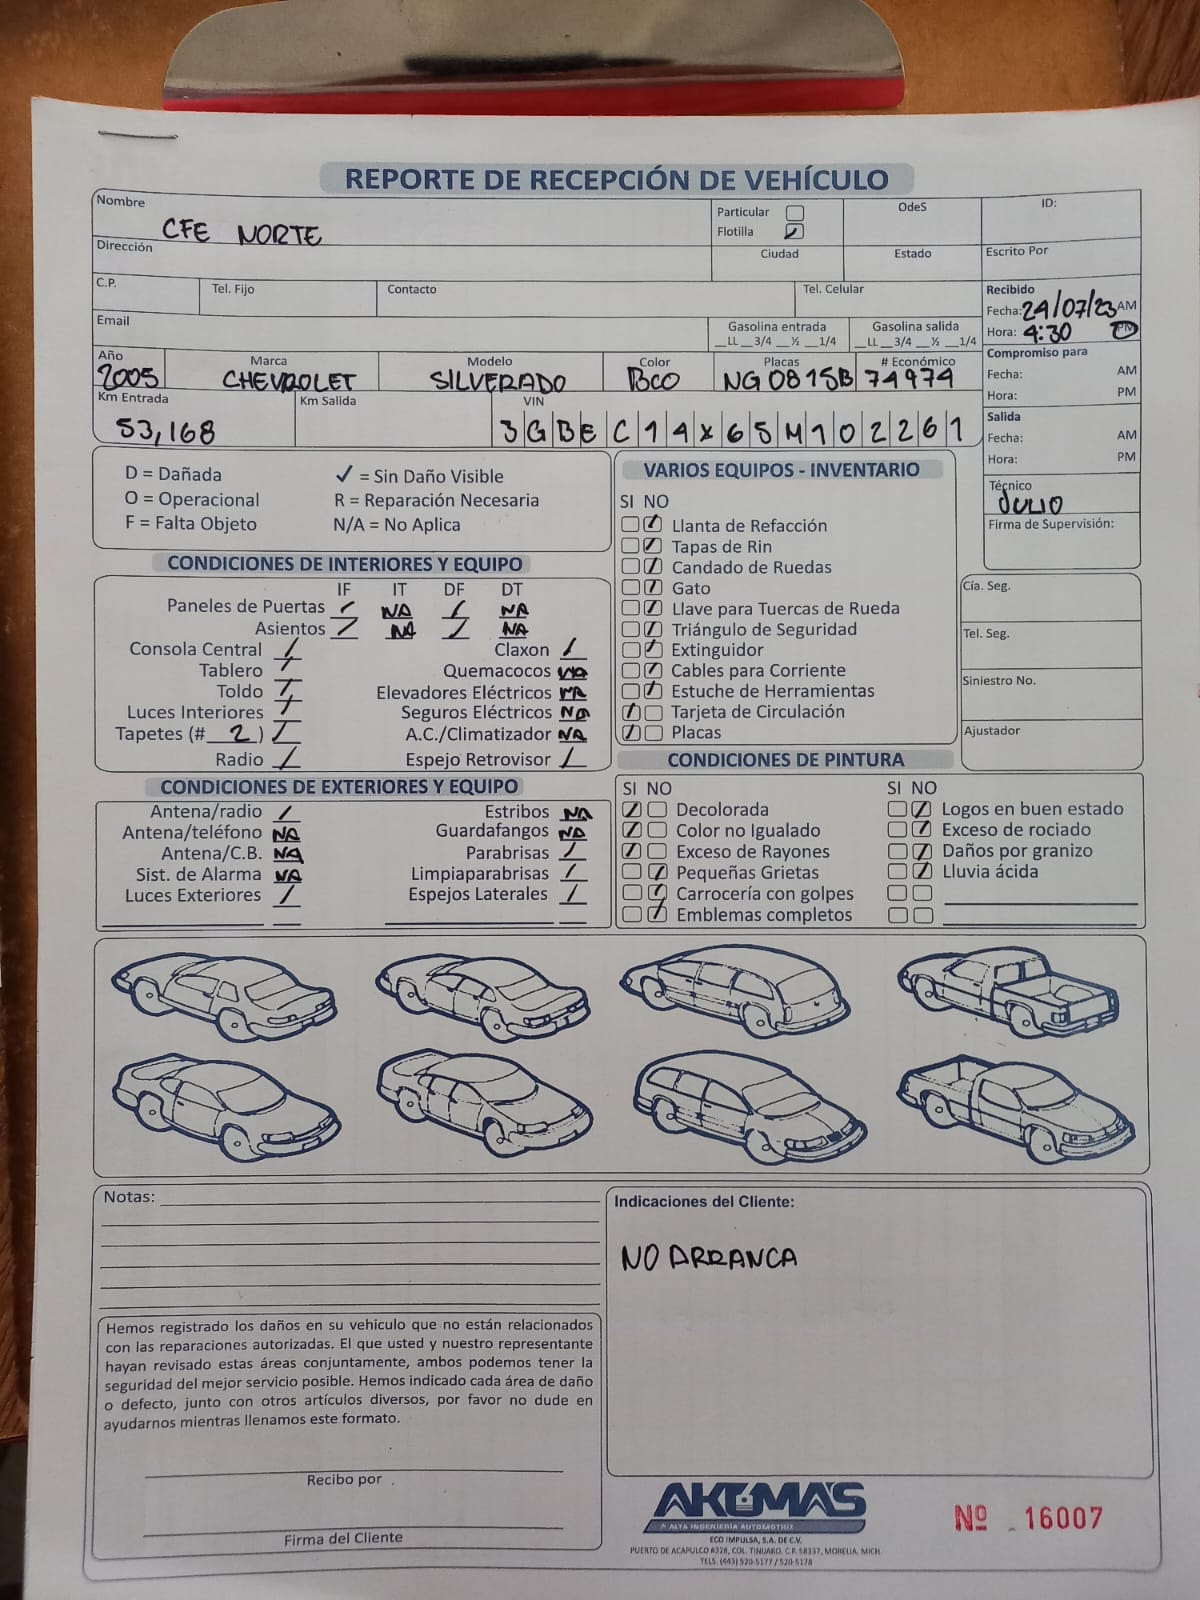 REPORTE DE RECEPCIÓN DE VEHÍCULO
Nombre
CFE NORTE
Particular
Flotilla
OdeS
ID:
Dirección
Ciudad
Estado
Escrito Por
C.P.
Tel. Fijo
Contacto
Tel. Celular
Recibido
Fecha: 24/07/23 AM
Hora: 4:30 PM
Email
Gasolina entrada
__LL __3/4 __½ __1/4
Gasolina salida
__LL __3/4 __½ __1/4
Compromiso para
Fecha: AM
Hora: PM
Año
2005
Marca
CHEVROLET
Modelo
SILVERADO
Color
BCO
Placas
NG0815B
# Económico
74974
Km Entrada
53,168
Km Salida
VIN
3GBEC14X65M102261
Salida
Fecha: AM
Hora: PM
Técnico
JULIO
Firma de Supervisión:
D = Dañada ✓ = Sin Daño Visible
O = Operacional R = Reparación Necesaria
F = Falta Objeto N/A = No Aplica
CONDICIONES DE INTERIORES Y EQUIPO
IF IT DF DT
Paneles de Puertas ✓ NA ✓ NA
Asientos ✓ NA ✓ NA
Consola Central ✓ Claxon ✓
Tablero ✓ Quemacocos NA
Toldo ✓ Elevadores Eléctricos NA
Luces Interiores ✓ Seguros Eléctricos NA
Tapetes (# 2 ) ✓ A.C./Climatizador NA
Radio ✓ Espejo Retrovisor ✓
VARIOS EQUIPOS - INVENTARIO
SI NO
Llanta de Refacción
Tapas de Rin
Candado de Ruedas
Gato
Llave para Tuercas de Rueda
Triángulo de Seguridad
Extinguidor
Cables para Corriente
Estuche de Herramientas
Tarjeta de Circulación
Placas
Cía. Seg.
Tel. Seg.
Siniestro No.
Ajustador
CONDICIONES DE EXTERIORES Y EQUIPO
Antena/radio ✓ Estribos NA
Antena/teléfono NA Guardafangos NA
Antena/C.B. NA Parabrisas ✓
Sist. de Alarma NA Limpiaparabrisas ✓
Luces Exteriores ✓ Espejos Laterales ✓
CONDICIONES DE PINTURA
SI NO SI NO
Decolorada Logos en buen estado
Color no Igualado Exceso de rociado
Exceso de Rayones Daños por granizo
Pequeñas Grietas Lluvia ácida
Carrocería con golpes
Emblemas completos
Notas:
Indicaciones del Cliente:
NO ARRANCA
Hemos registrado los daños en su vehiculo que no están relacionados
con las reparaciones autorizadas. El que usted y nuestro representante
hayan revisado estas áreas conjuntamente, ambos podemos tener la
seguridad del mejor servicio posible. Hemos indicado cada área de daño
o defecto, junto con otros artículos diversos, por favor no dude en
ayudarnos mientras llenamos este formato.
Recibo por
Firma del Cliente
AKUMA'S
A ALTA INGENIERÍA AUTOMOTRIZ
ECO IMPULSA, S.A. DE C.V.
PUERTO DE ACAPULCO #328, COL. TINIJARO, C.P. 58337, MORELIA, MICH.
TELS. (443) 520-5177 / 520-5178
Nº 16007